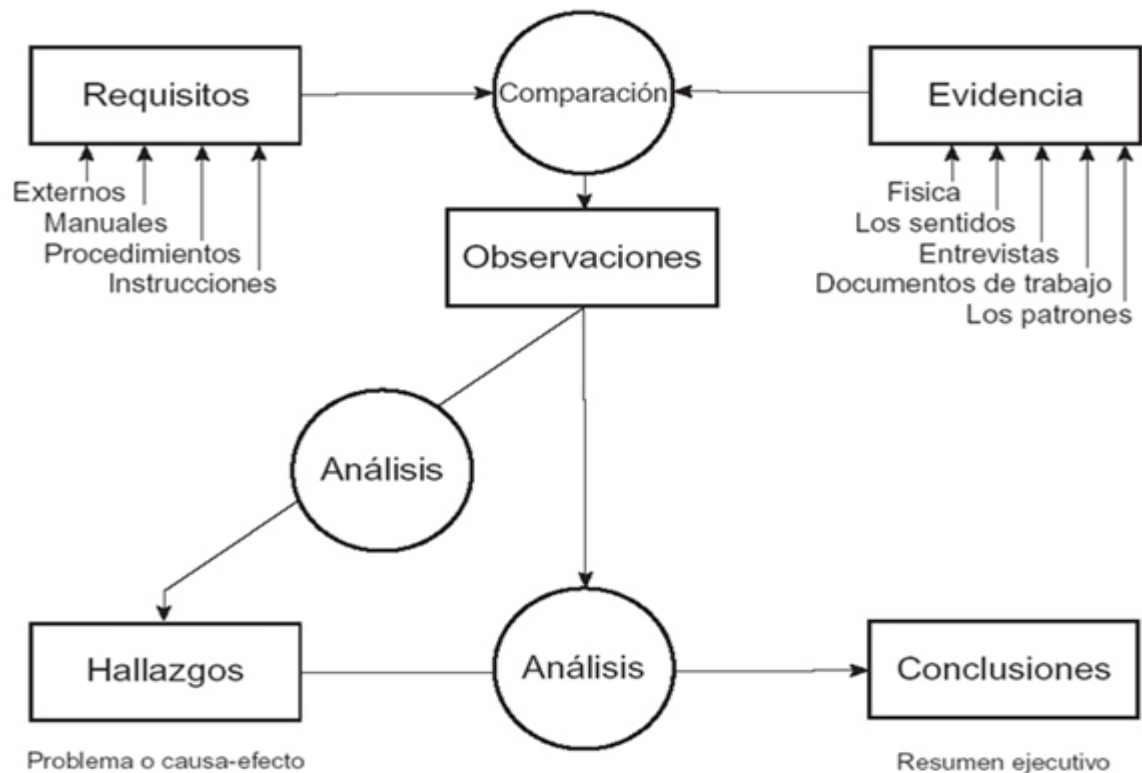 Requisitos
Comparación
Evidencia
Externos
Manuales
Procedimientos
Instrucciones
Fisica
Los sentidos
Entrevistas
Documentos de trabajo
Los patrones
Observaciones
Análisis
Hallazgos
Análisis
Conclusiones
Problema o causa-efecto
Resumen ejecutivo